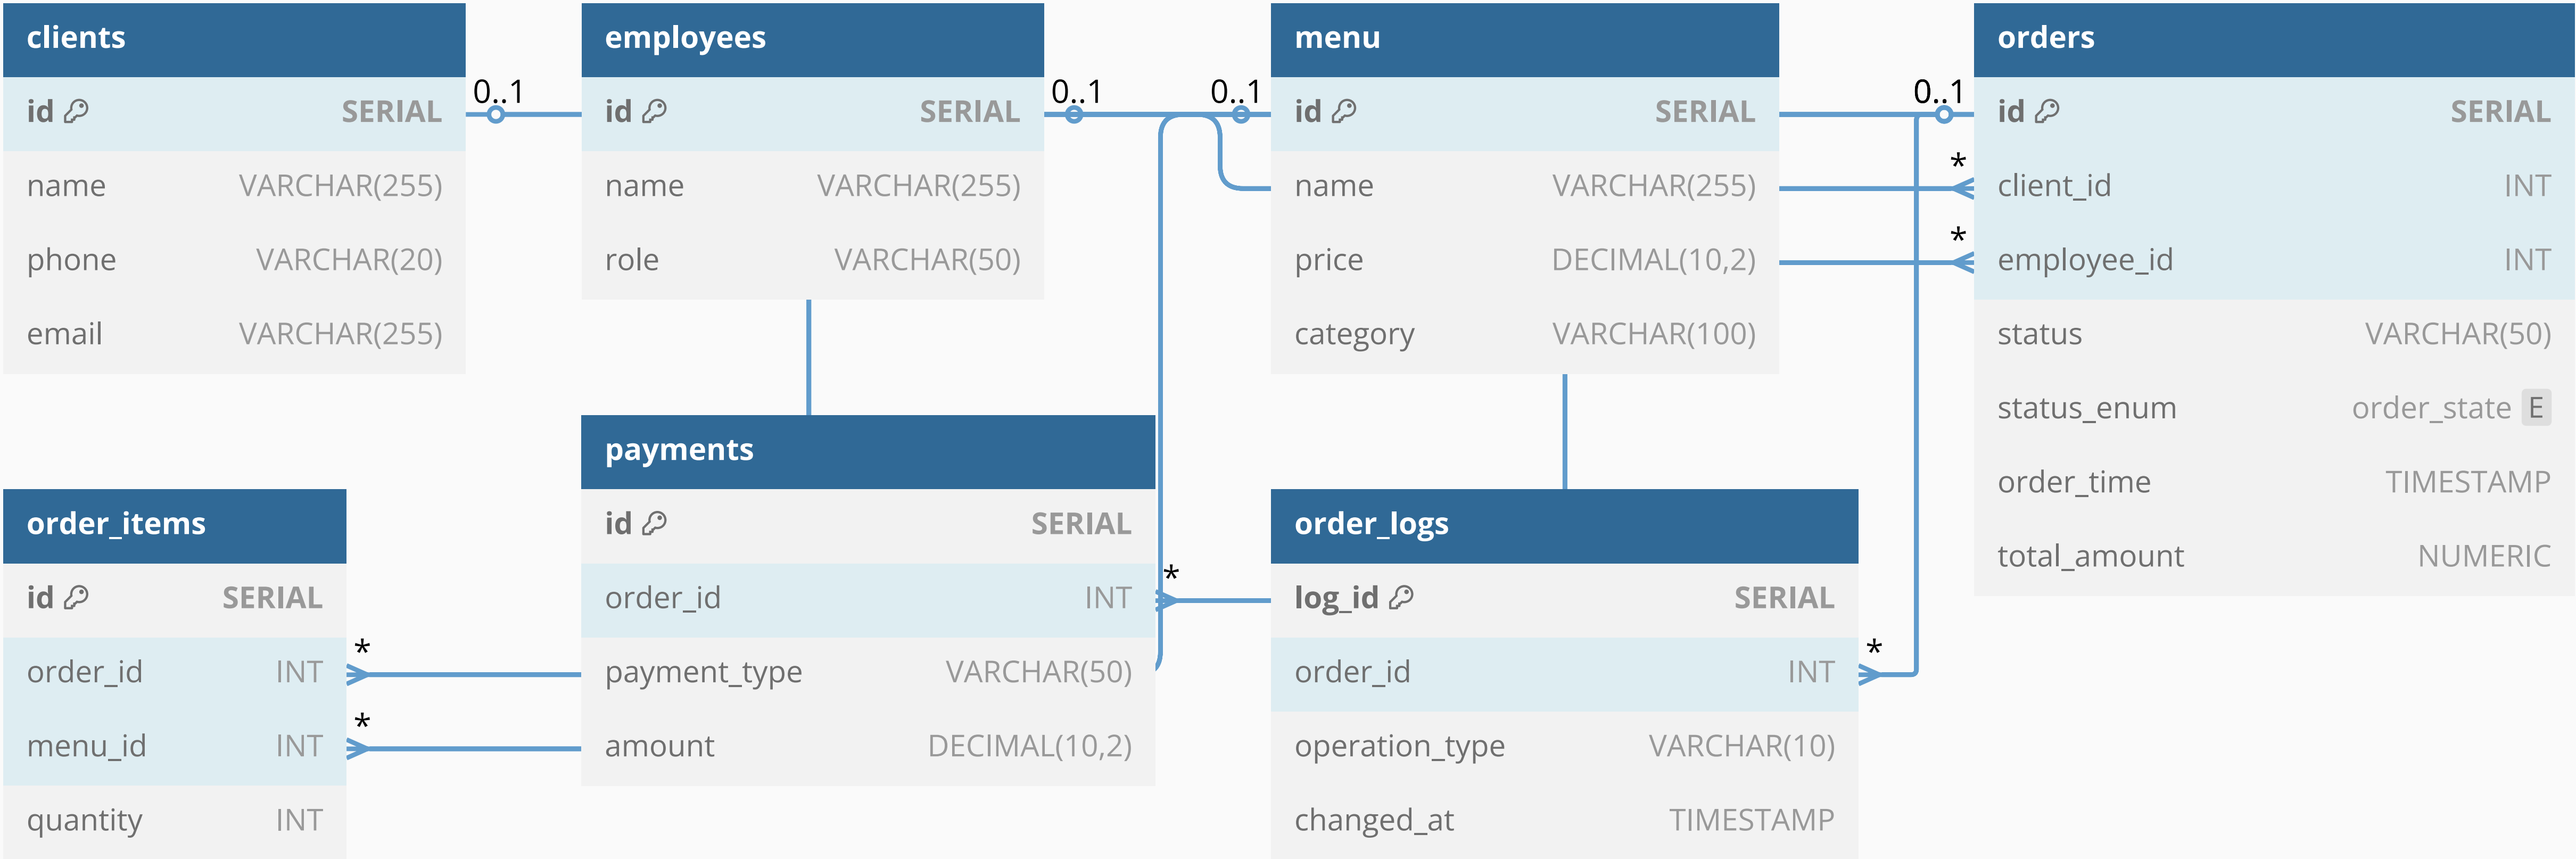 clients
id SERIAL
name VARCHAR(255)
phone VARCHAR(20)
email VARCHAR(255)
0..1
employees
id SERIAL
name VARCHAR(255)
role VARCHAR(50)
0..1
0..1
menu
id SERIAL
name VARCHAR(255)
price DECIMAL(10,2)
category VARCHAR(100)
0..1
*
*
orders
id SERIAL
client_id INT
employee_id INT
status VARCHAR(50)
status_enum order_state E
order_time TIMESTAMP
total_amount NUMERIC
order_items
id SERIAL
order_id INT
menu_id INT
quantity INT
*
*
payments
id SERIAL
order_id INT
payment_type VARCHAR(50)
amount DECIMAL(10,2)
*
order_logs
log_id SERIAL
order_id INT
operation_type VARCHAR(10)
changed_at TIMESTAMP
*